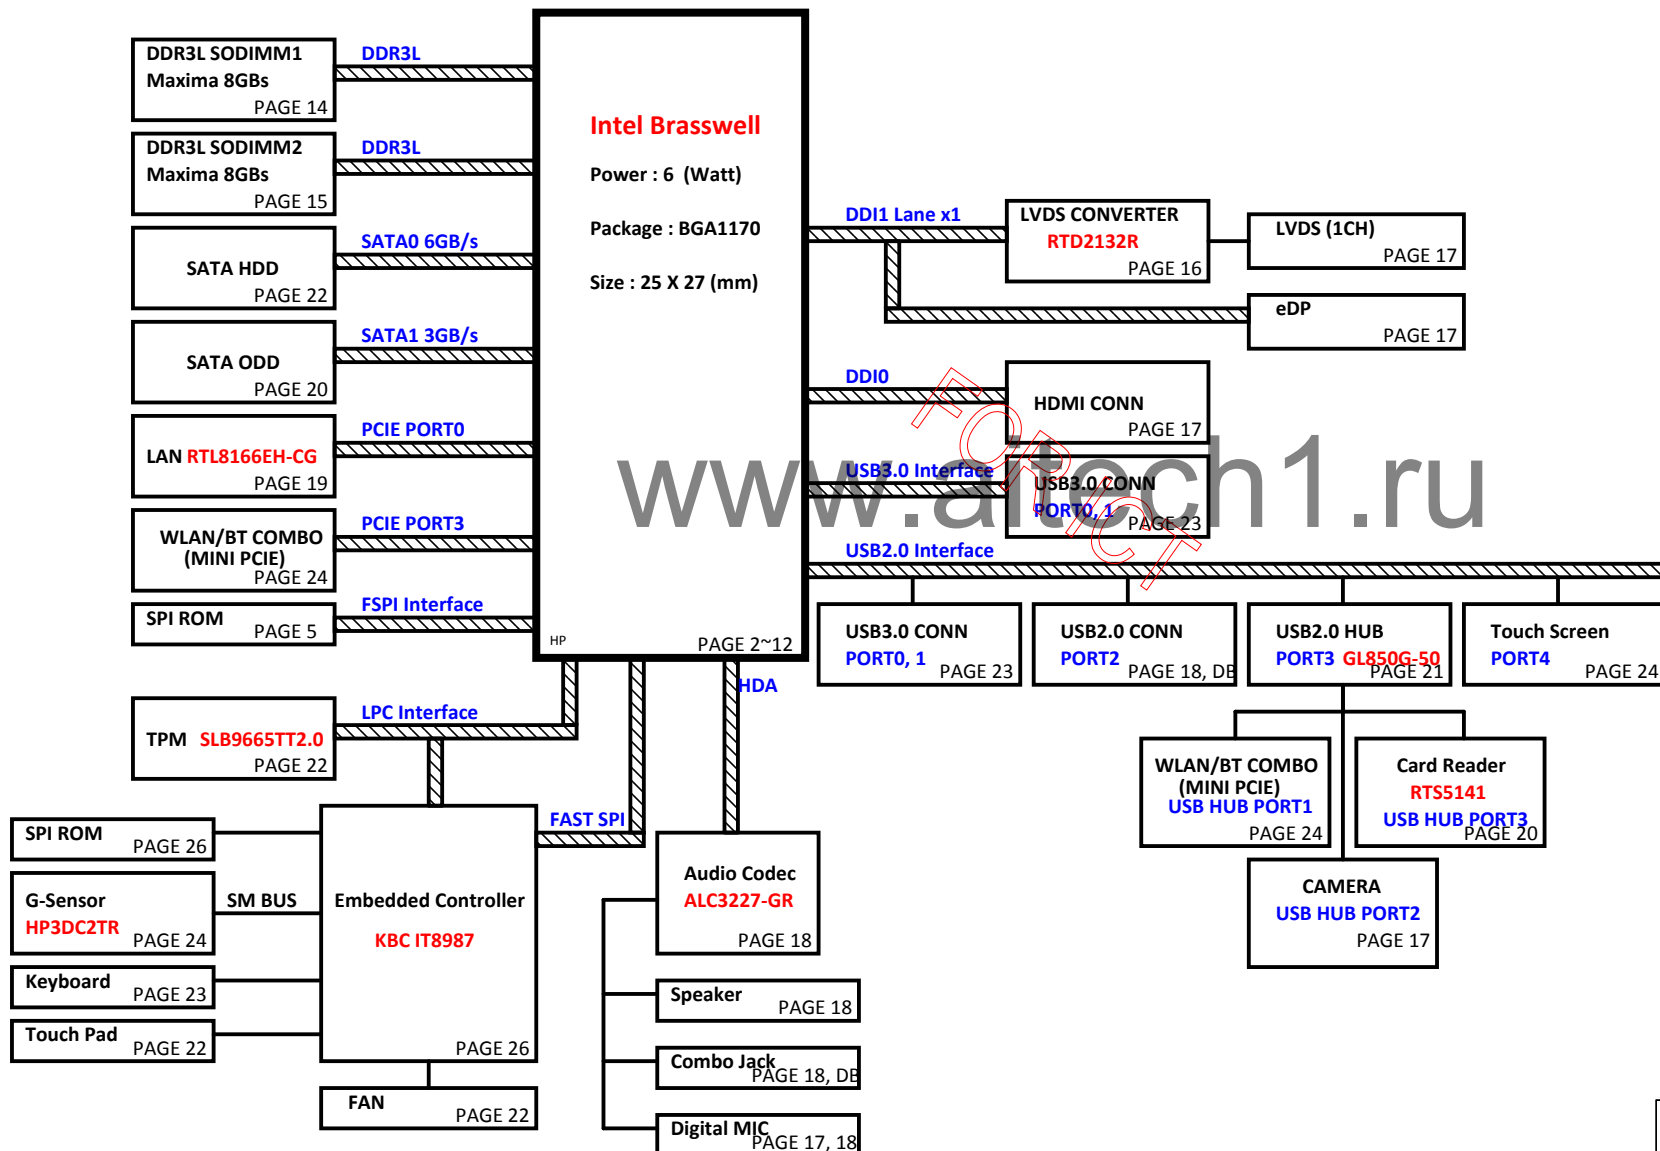 DDR3L SODIMM1
Maxima 8GBs
PAGE 14
DDR3L
DDR3L SODIMM2
Maxima 8GBs
PAGE 15
DDR3L
SATA HDD
PAGE 22
SATA0 6GB/s
SATA ODD
PAGE 20
SATA1 3GB/s
LAN RTL8166EH-CG
PAGE 19
PCIE PORT0
WLAN/BT COMBO
(MINI PCIE)
PAGE 24
PCIE PORT3
SPI ROM
PAGE 5
FSPI Interface
Intel Brasswell
Power : 6 (Watt)
Package : BGA1170
Size : 25 X 27 (mm)
HP
PAGE 2~12
DDI1 Lane x1
LVDS CONVERTER
RTD2132R
PAGE 16
LVDS (1CH)
PAGE 17
eDP
PAGE 17
DDI0
HDMI CONN
PAGE 17
USB3.0 Interface
USB3.0 CONN
PORT0, 1
PAGE 23
FOR ICT
www.aitech1.ru
USB2.0 Interface
USB3.0 CONN
PORT0, 1
PAGE 23
USB2.0 CONN
PORT2
PAGE 18, DB
USB2.0 HUB
PORT3 GL850G-50
PAGE 21
Touch Screen
PORT4
PAGE 24
WLAN/BT COMBO
(MINI PCIE)
USB HUB PORT1
PAGE 24
Card Reader
RTS5141
USB HUB PORT3
PAGE 20
CAMERA
USB HUB PORT2
PAGE 17
TPM SLB9665TT2.0
PAGE 22
LPC Interface
HDA
FAST SPI
SPI ROM
PAGE 26
G-Sensor
HP3DC2TR
PAGE 24
SM BUS
Keyboard
PAGE 23
Touch Pad
PAGE 22
Embedded Controller
KBC IT8987
PAGE 26
FAN
PAGE 22
Audio Codec
ALC3227-GR
PAGE 18
Speaker
PAGE 18
Combo Jack
PAGE 18, DB
Digital MIC
PAGE 17, 18